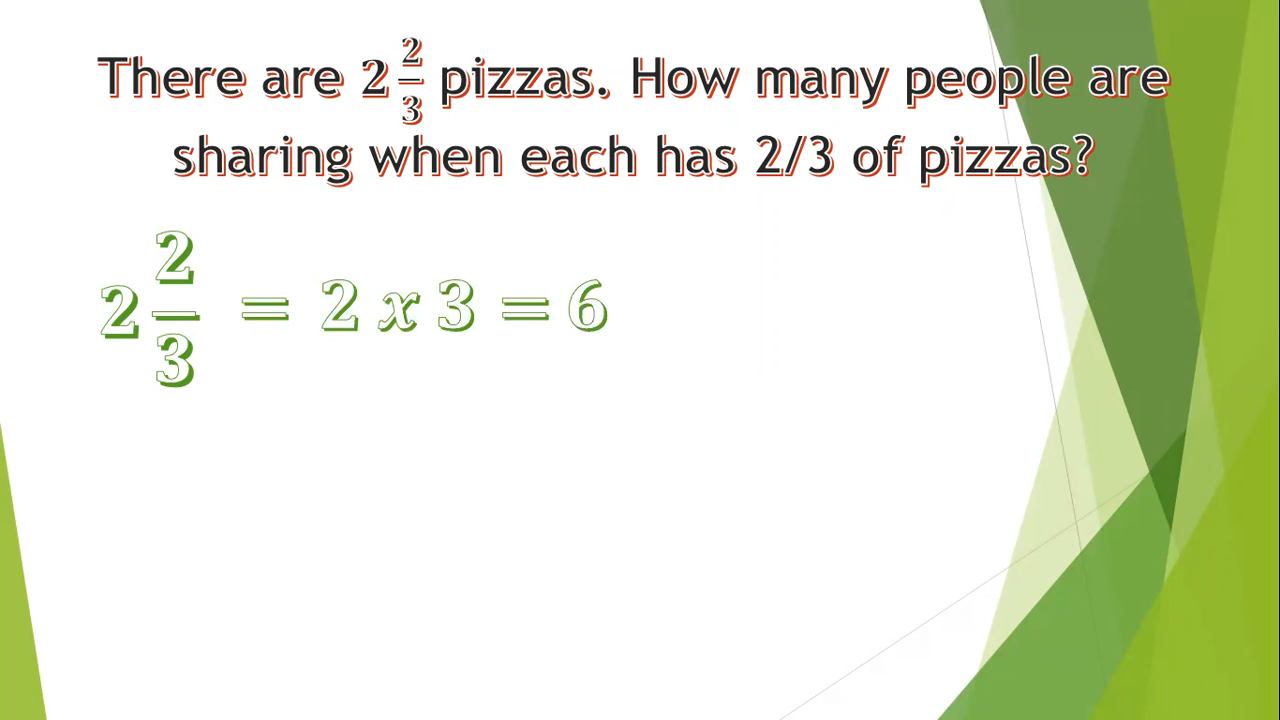 There are 2 2/3 pizzas. How many people are
sharing when each has 2/3 of pizzas?
2 2/3 = 2 x 3 = 6